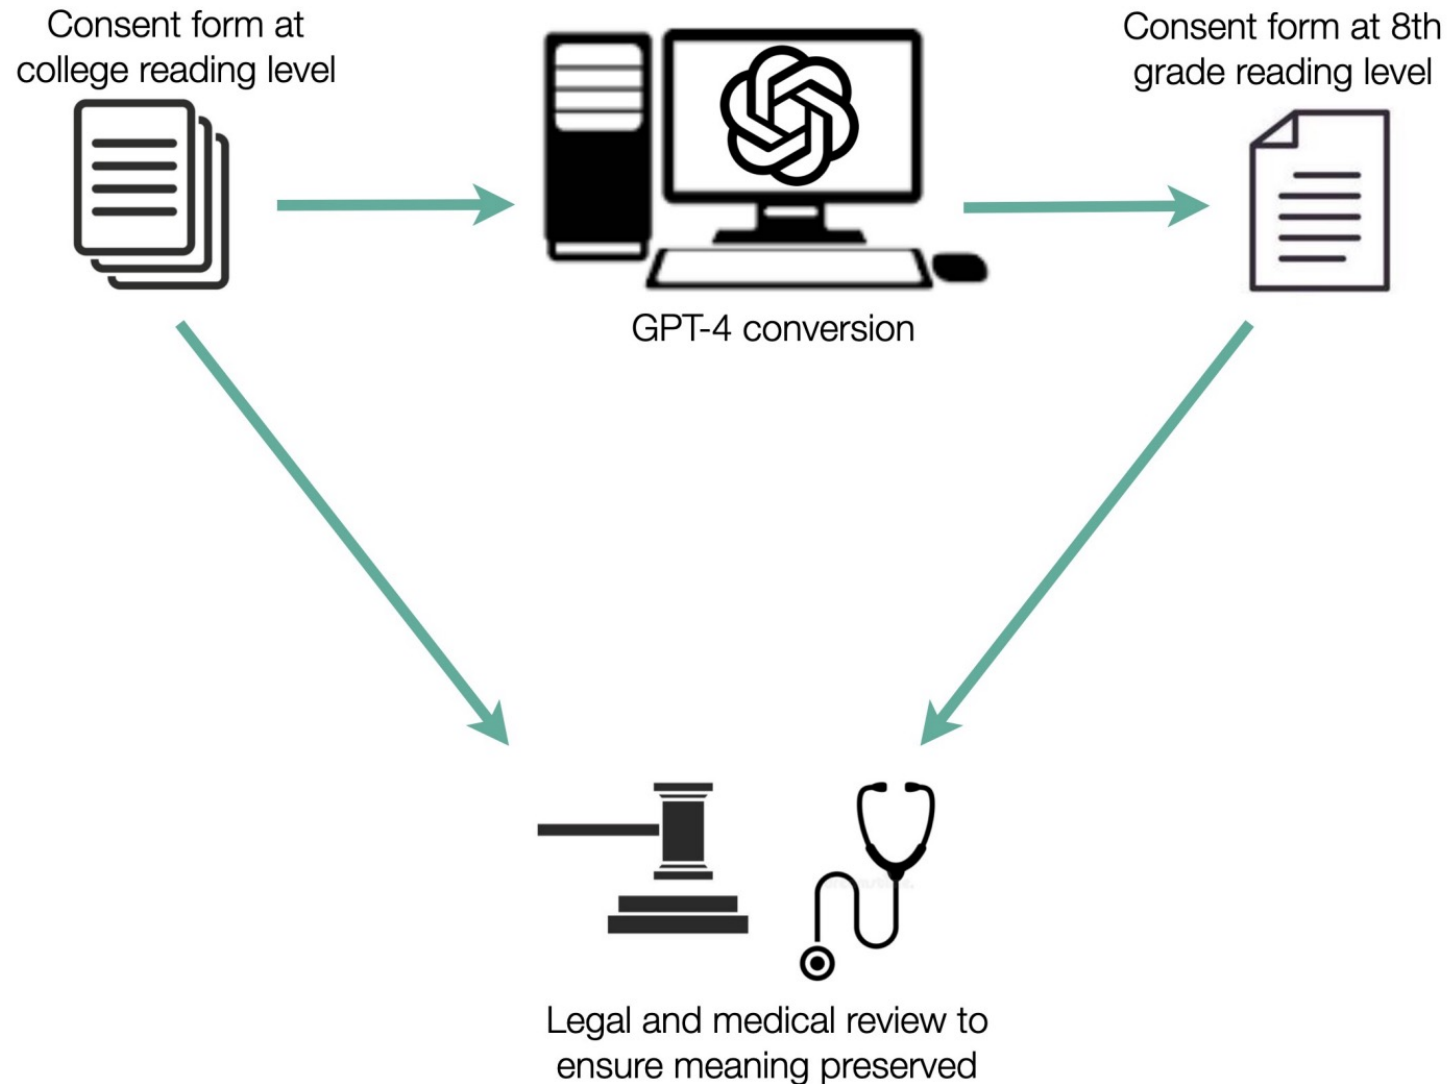 Consent form at
college reading level
Consent form at 8th
grade reading level
GPT-4 conversion
Legal and medical review to
ensure meaning preserved